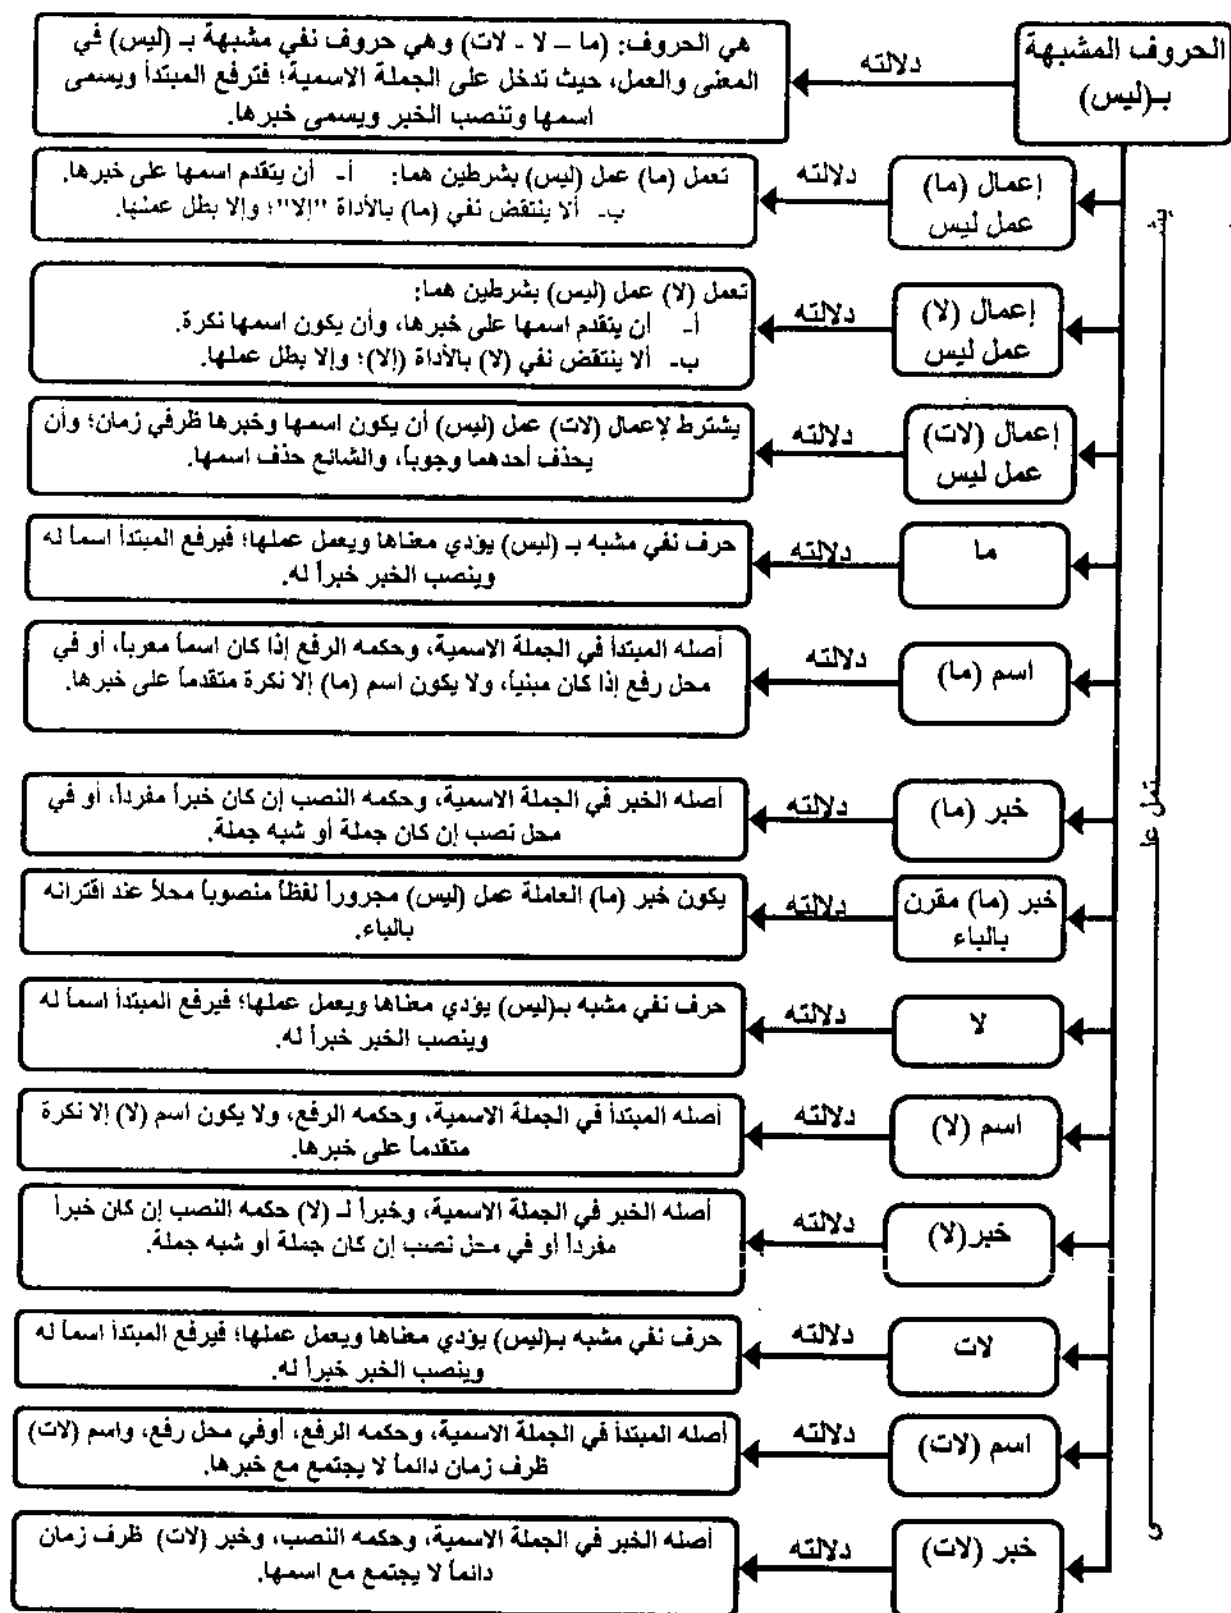 الحروف المشبهة
بـ(ليس)
دلالته
هي الحروف: (ما – لا - لات) وهي حروف نفي مشبهة بـ (ليس) في
المعنى والعمل، حيث تدخل على الجملة الاسمية؛ فترفع المبتدأ ويسمى
اسمها وتنصب الخبر ويسمى خبرها.
يشتمل على
إعمال (ما)
عمل ليس
دلالته
تعمل (ما) عمل (ليس) بشرطين هما: أ- أن يتقدم اسمها على خبرها.
ب- ألا ينتقض نفي (ما) بالأداة "إلا"؛ وإلا بطل عملها.
إعمال (لا)
عمل ليس
دلالته
تعمل (لا) عمل (ليس) بشرطين هما:
أ- أن يتقدم اسمها على خبرها، وأن يكون اسمها نكرة.
ب- ألا ينتقض نفي (لا) بالأداة (إلا)؛ وإلا بطل عملها.
إعمال (لات)
عمل ليس
دلالته
يشترط لإعمال (لات) عمل (ليس) أن يكون اسمها وخبرها ظرفي زمان؛ وأن
يحذف أحدهما وجوباً، والشائع حذف اسمها.
ما
دلالته
حرف نفي مشبه بـ (ليس) يؤدي معناها ويعمل عملها؛ فيرفع المبتدأ اسماً له
وينصب الخبر خبراً له.
اسم (ما)
دلالته
أصله المبتدأ في الجملة الاسمية، وحكمه الرفع إذا كان اسماً معرباً، أو في
محل رفع إذا كان مبنياً، ولا يكون اسم (ما) إلا نكرة متقدماً على خبرها.
خبر (ما)
دلالته
أصله الخبر في الجملة الاسمية، وحكمه النصب إن كان خبراً مفرداً، أو في
محل نصب إن كان جملة أو شبه جملة.
خبر (ما) مقرن
بالباء
دلالته
يكون خبر (ما) العاملة عمل (ليس) مجروراً لفظاً منصوباً محلاً عند اقترانه
بالباء.
لا
دلالته
حرف نفي مشبه بـ(ليس) يؤدي معناها ويعمل عملها؛ فيرفع المبتدأ اسماً له
وينصب الخبر خبراً له.
اسم (لا)
دلالته
أصله المبتدأ في الجملة الاسمية، وحكمه الرفع، ولا يكون اسم (لا) إلا نكرة
متقدماً على خبرها.
خبر(لا)
دلالته
أصله الخبر في الجملة الاسمية، وخبراً لـ (لا) حكمه النصب إن كان خبراً
مفرداً أو في محل نصب إن كان جملة أو شبه جملة.
لات
دلالته
حرف نفي مشبه بـ(ليس) يؤدي معناها ويعمل عملها؛ فيرفع المبتدأ اسماً له
وينصب الخبر خبراً له.
اسم (لات)
دلالته
أصله المبتدأ في الجملة الاسمية، وحكمه الرفع، أوفي محل رفع، واسم (لات)
ظرف زمان دائماً لا يجتمع مع خبرها.
خبر (لات)
دلالته
أصله الخبر في الجملة الاسمية، وحكمه النصب، وخبر (لات) ظرف زمان
دائماً لا يجتمع مع اسمها.